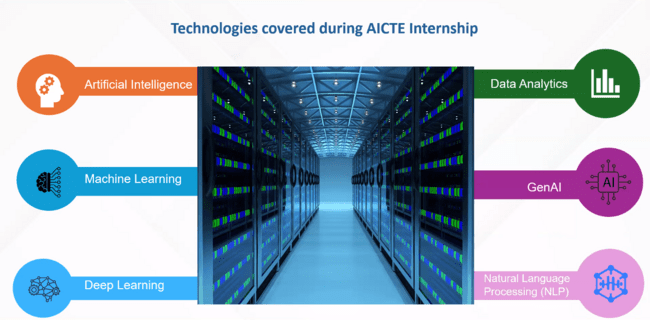 Technologies covered during AICTE Internship
Artificial Intelligence
Machine Learning
Deep Learning
Data Analytics
GenAI
AI
Natural Language
Processing (NLP)